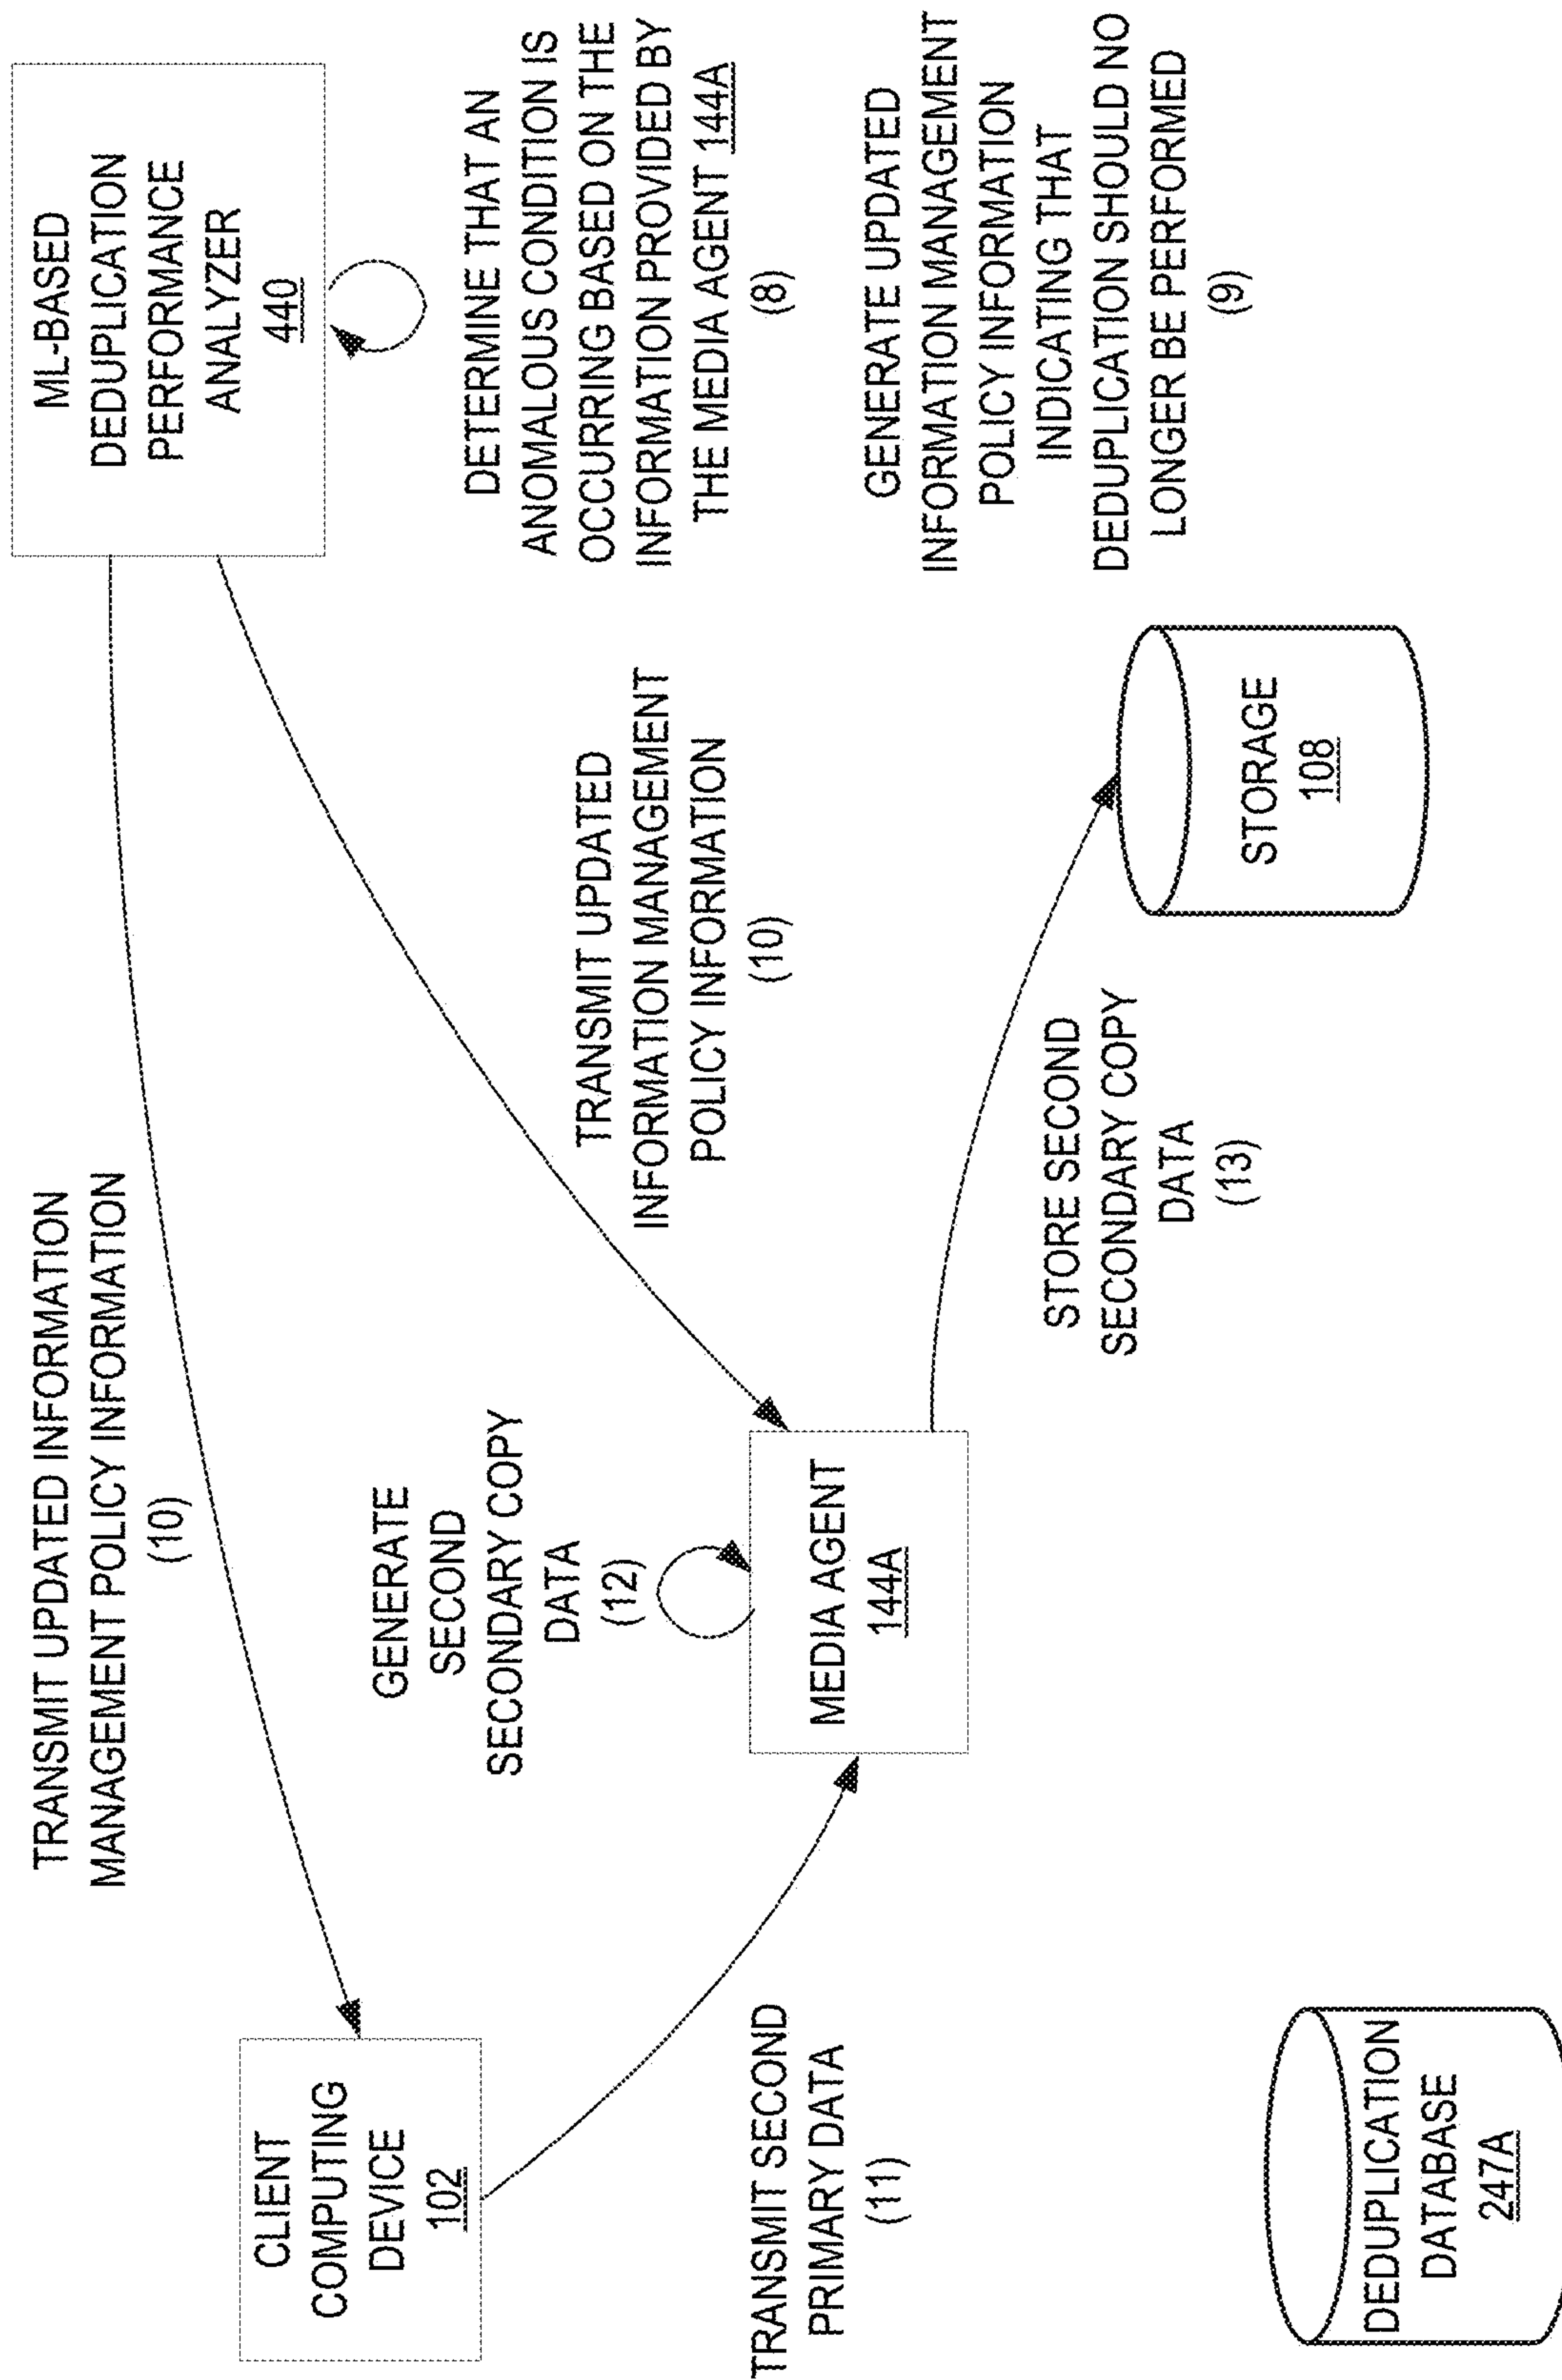 TRANSMIT UPDATED INFORMATION
MANAGEMENT POLICY INFORMATION
(10)
ML-BASED
DEDUPLICATION
PERFORMANCE
ANALYZER
440
CLIENT
COMPUTING
DEVICE
102
GENERATE
SECOND
SECONDARY COPY
DATA
(12)
TRANSMIT UPDATED
INFORMATION MANAGEMENT
POLICY INFORMATION
(10)
DETERMINE THAT AN
ANOMALOUS CONDITION IS
OCCURRING BASED ON THE
INFORMATION PROVIDED BY
THE MEDIA AGENT 144A
(8)
TRANSMIT SECOND
PRIMARY DATA
(11)
MEDIA AGENT
144A
GENERATE UPDATED
INFORMATION MANAGEMENT
POLICY INFORMATION
INDICATING THAT
DEDUPLICATION SHOULD NO
LONGER BE PERFORMED
(9)
STORE SECOND
SECONDARY COPY
DATA
(13)
STORAGE
108
DEDUPLICATION
DATABASE
247A